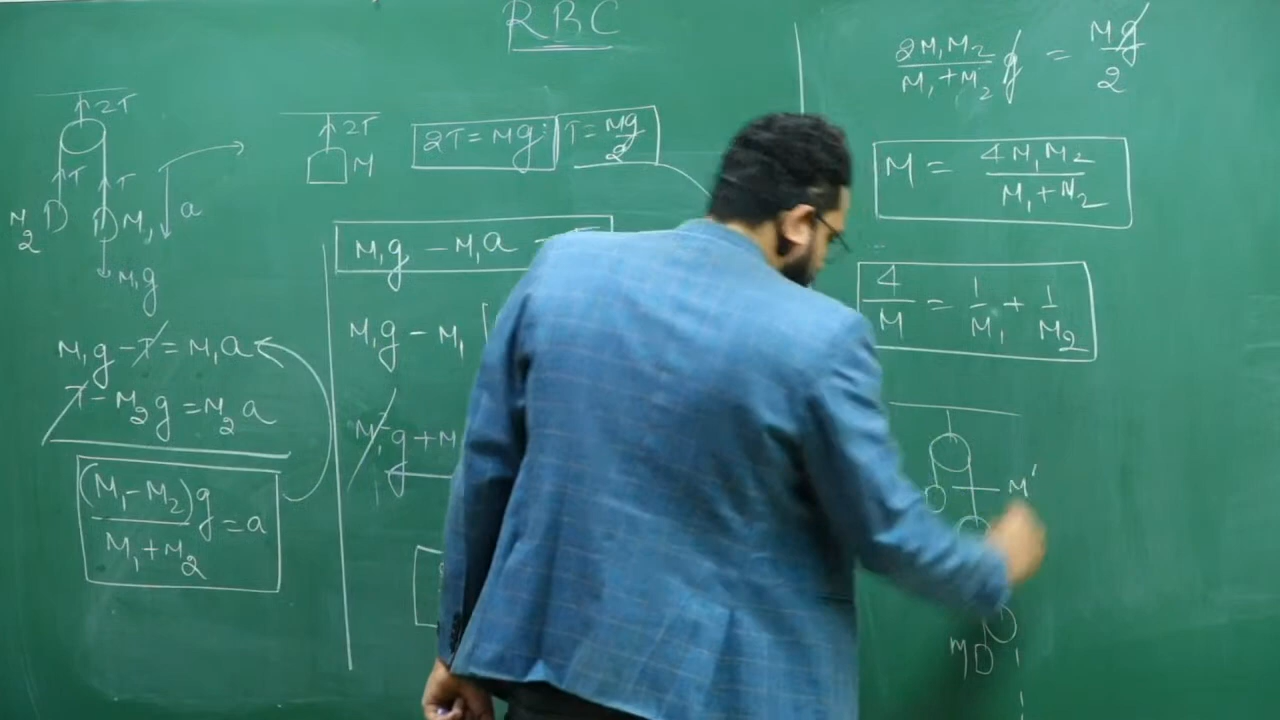 RBC
2T
T T
M₂ M₁ a
M₁g
M₁g - T = M₁a
T - M₂g = M₂a
(M₁-M₂)g/M₁+M₂ = a
2T
M
2T = Mg T = Mg/2
M₁g - M₁a
M₁g - M₁ [
M₁g + M
2M₁M₂/M₁+M₂ g = Mg/2
M = 4M₁M₂/M₁+M₂
4/M = 1/M₁ + 1/M₂
M'